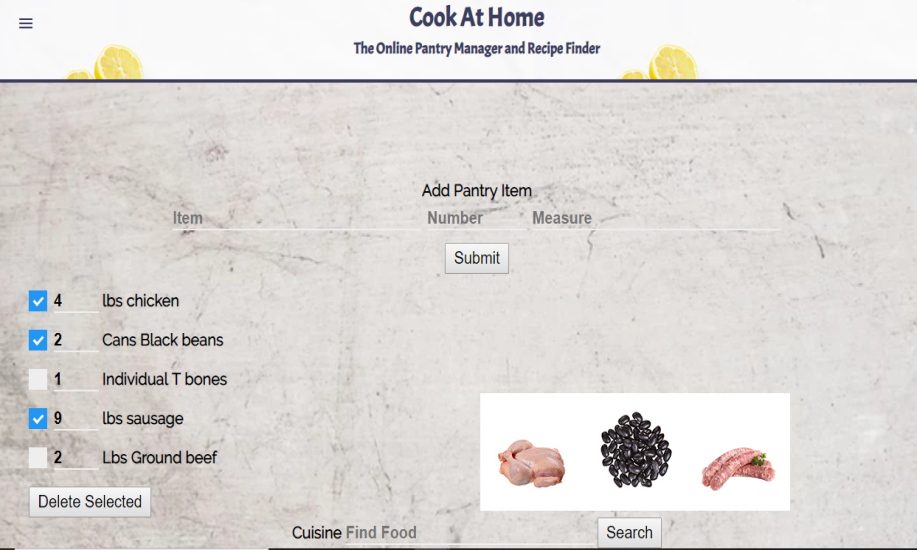 Cook At Home
The Online Pantry Manager and Recipe Finder
Add Pantry Item
Item Number Measure
Submit
4 lbs chicken
2 Cans Black beans
1 Individual T bones
9 lbs sausage
2 Lbs Ground beef
Delete Selected
Cuisine Find Food Search